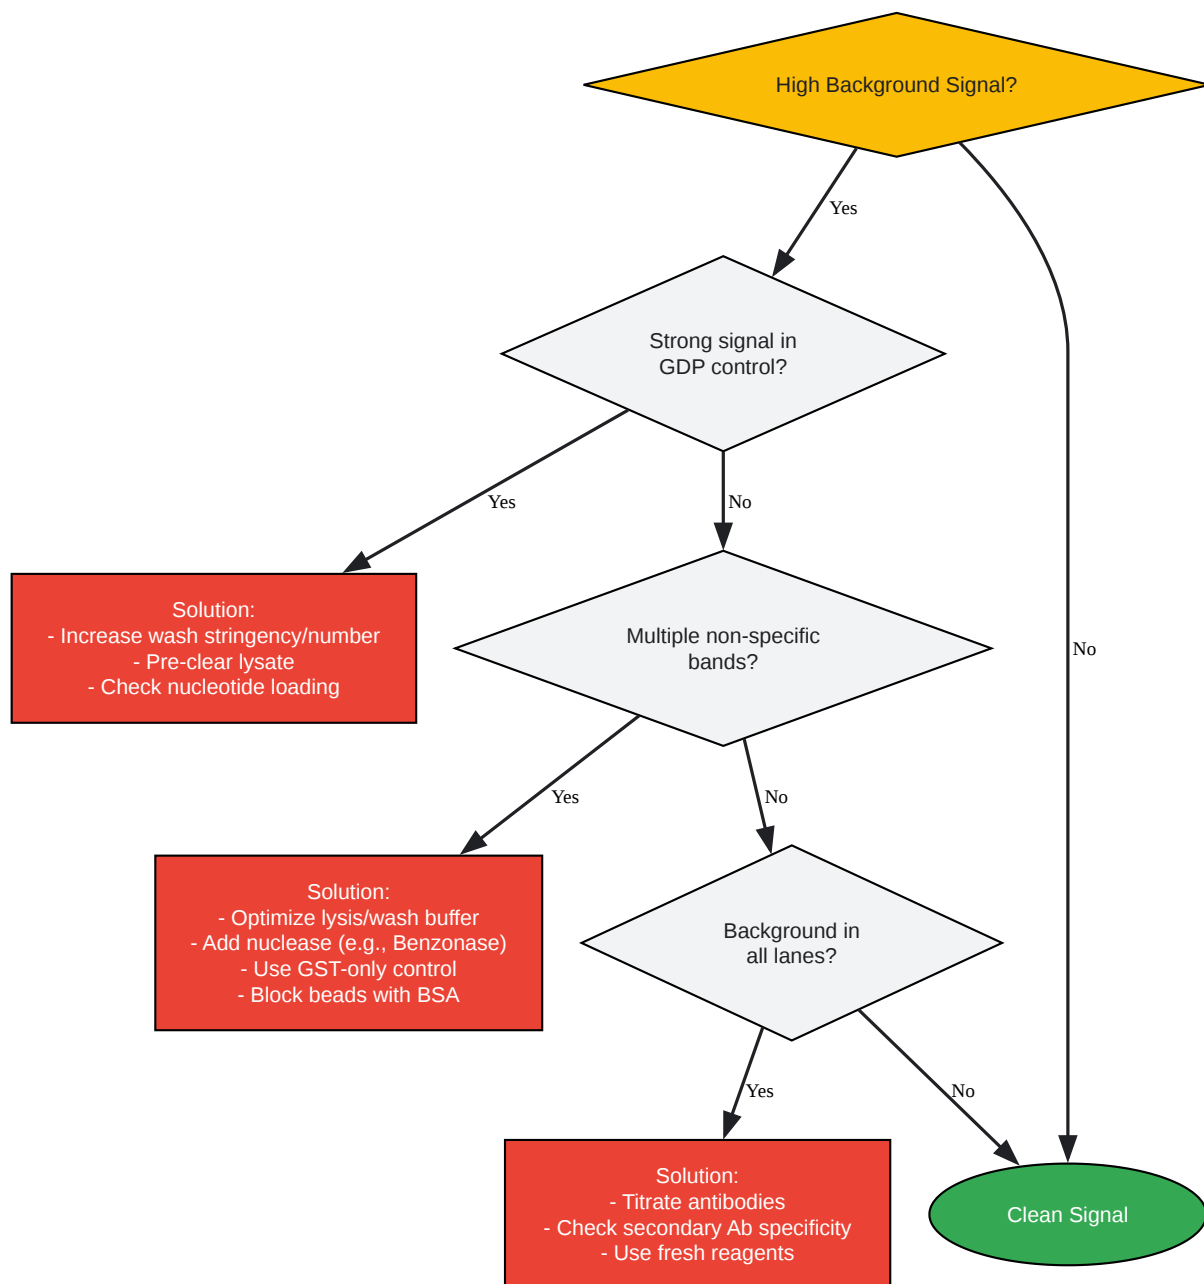 High Background Signal?
Yes
Strong signal in
GDP control?
Yes
No
Solution:
- Increase wash stringency/number
- Pre-clear lysate
- Check nucleotide loading
Multiple non-specific
bands?
No
Yes
No
Solution:
- Optimize lysis/wash buffer
- Add nuclease (e.g., Benzonase)
- Use GST-only control
- Block beads with BSA
Background in
all lanes?
Yes
No
Solution:
- Titrate antibodies
- Check secondary Ab specificity
- Use fresh reagents
Clean Signal